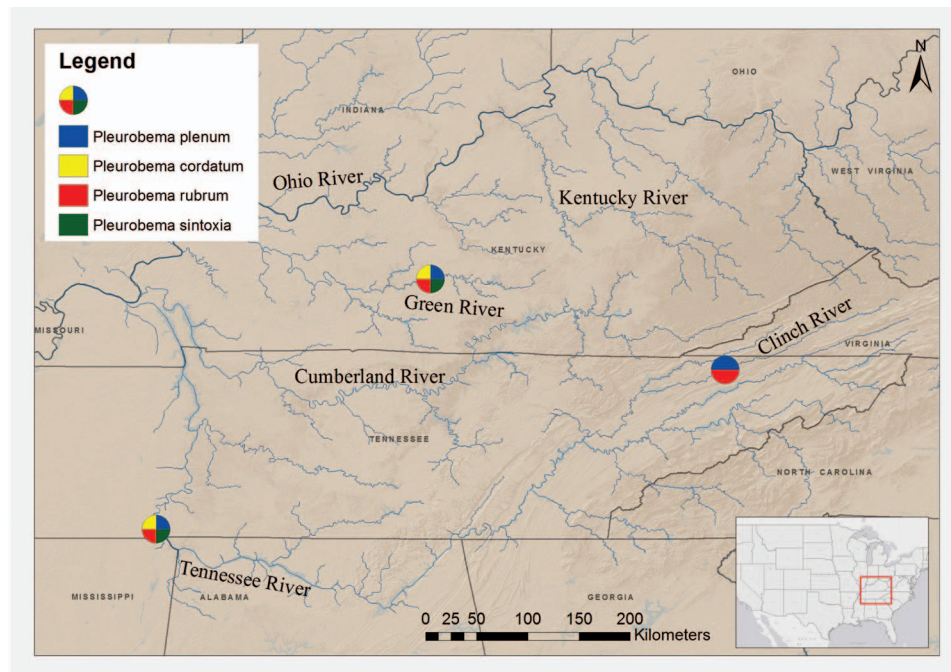 Legend
Pleurobema plenum
Pleurobema cordatum
Pleurobema rubrum
Pleurobema sintoxia
N
OHIO
INDIANA
WEST VIRGINIA
Ohio River
Kentucky River
KENTUCKY
Green River
MISSOURI
Clinch River
VIRGINIA
Cumberland River
TENNESSEE
NORTH CAROLINA
Tennessee River
MISSISSIPPI
ALABAMA
GEORGIA
0 25 50 100 150 200
Kilometers